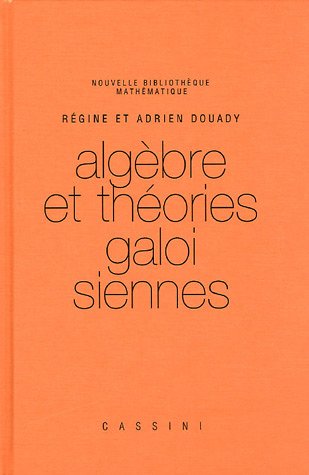 NOUVELLE BIBLIOTHÈQUE
MATHÉMATIQUE
RÉGINE ET ADRIEN DOUADY
algèbre
et théories
galoi
siennes
CASSINI